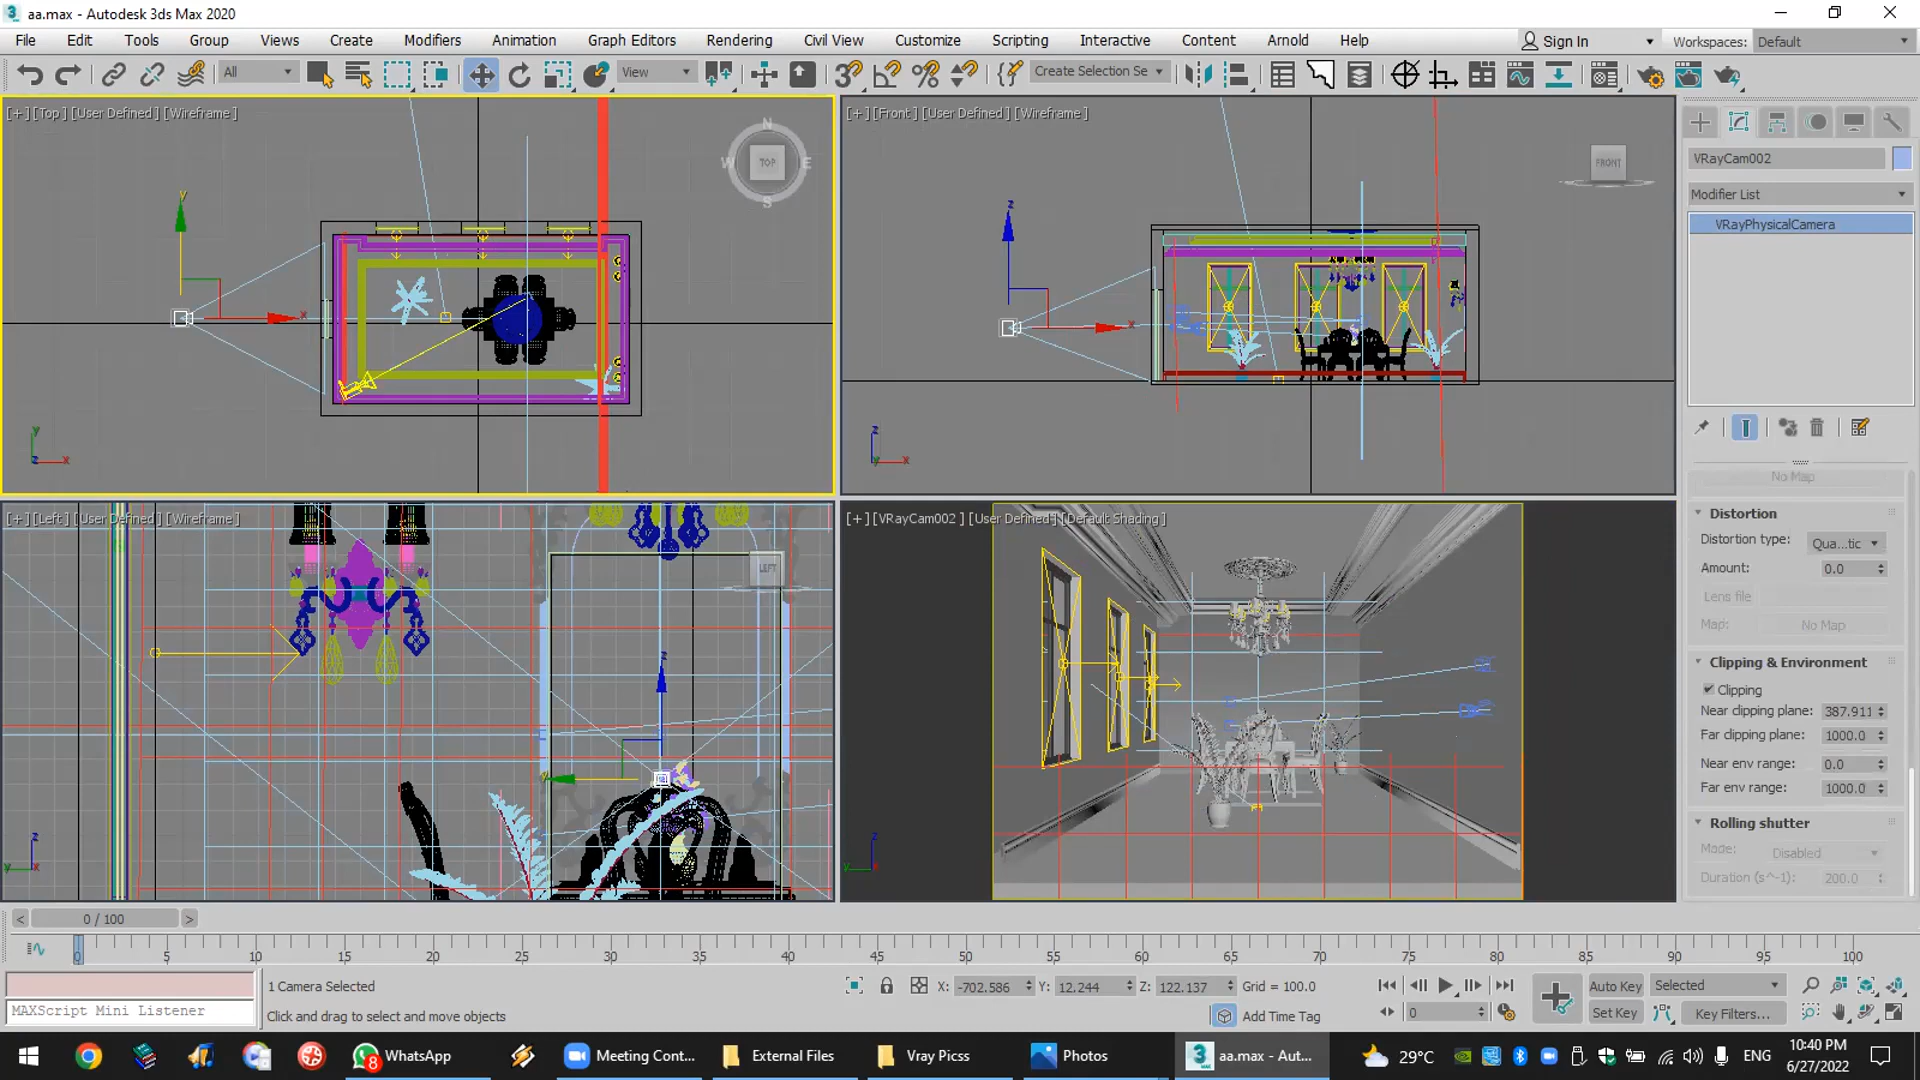 aa.max - Autodesk 3ds Max 2020
File Edit Tools Group Views Create Modifiers Animation Graph Editors Rendering Civil View Customize Scripting Interactive Content Arnold Help Sign In Workspaces: Default
All View Create Selection Se
[+] [Top] [User Defined] [Wireframe]
[+] [Front] [User Defined] [Wireframe]
N
W TOP E
S
FRONT
VRayCam002
Modifier List
VRayPhysicalCamera
y
x
z
x
y
z x
z
y x
[+] [Left] [User Defined] [Wireframe]
LEFT
z
y
z
y x
[+] [VRayCam002] [User Defined] [Default Shading]
z
y x
No Map
Distortion
Distortion type: Qua...tic
Amount: 0.0
Lens file
Map: No Map
Clipping & Environment
Clipping
Near clipping plane: 387.911
Far clipping plane: 1000.0
Near env range: 0.0
Far env range: 1000.0
Rolling shutter
Mode: Disabled
Duration (s^-1) 200.0
< 0 / 100 >
0 5 10 15 20 25 30 35 40 45 50 55 60 65 70 75 80 85 90 95 100
1 Camera Selected X: -702.586 Y: 12.244 Z: 122.137 Grid = 100.0 Auto Key Selected
MAXScript Mini Listener Click and drag to select and move objects Add Time Tag 0 Set Key Key Filters...
8 WhatsApp Meeting Cont... External Files Vray Picss Photos 3 MAX aa.max - Aut... 29°C ENG 10:40 PM
6/27/2022